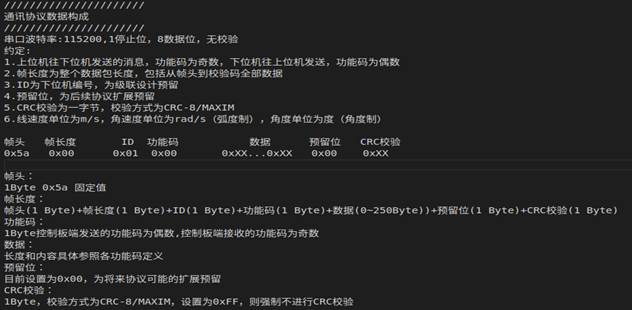 //////////////////////
通讯协议数据构成
//////////////////////
串口波特率:115200,1停止位，8数据位，无校验
约定:
1.上位机往下位机发送的消息，功能码为奇数，下位机往上位机发送，功能码为偶数
2.帧长度为整个数据包长度，包括从帧头到校验码全部数据
3.ID为下位机编号，为级联设计预留
4.预留位，为后续协议扩展预留
5.CRC校验为一字节，校验方式为CRC-8/MAXIM
6.线速度单位为m/s，角速度单位为rad/s（弧度制），角度单位为度（角度制）
帧头 帧长度 ID 功能码 数据 预留位 CRC校验
0x5a 0x00 0x01 0x00 0xXX...0xXX 0x00 0xXX
帧头：
1Byte 0x5a 固定值
帧长度：
帧头(1 Byte)+帧长度(1 Byte)+ID(1 Byte)+功能码(1 Byte)+数据(0~250Byte))+预留位(1 Byte)+CRC校验(1 Byte)
功能码：
1Byte控制板端发送的功能码为偶数,控制板端接收的功能码为奇数
数据：
长度和内容具体参照各功能码定义
预留位：
目前设置为0x00，为将来协议可能的扩展预留
CRC校验：
1Byte，校验方式为CRC-8/MAXIM，设置为0xFF，则强制不进行CRC校验